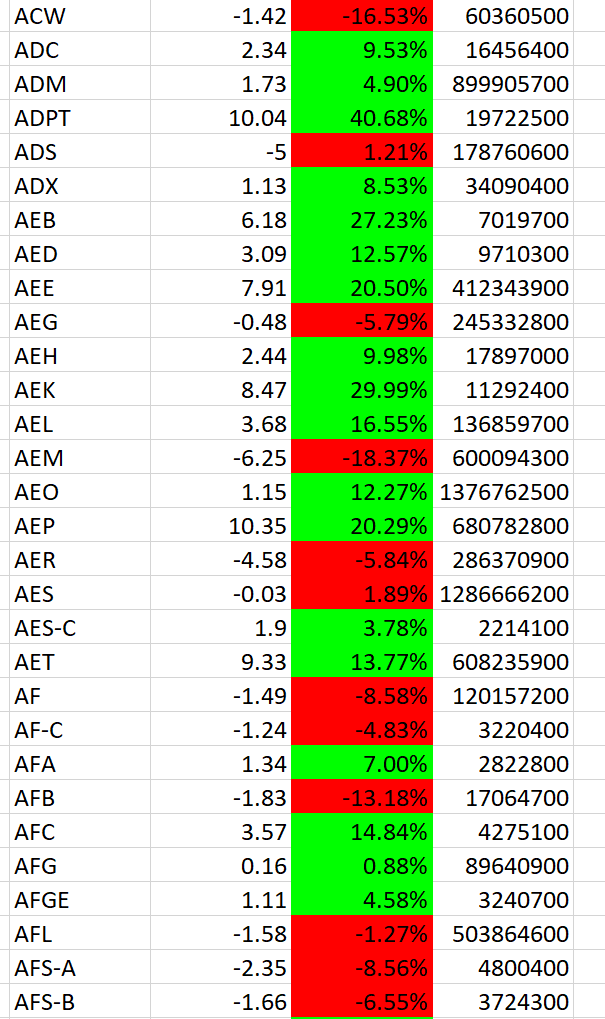 ACW -1.42 -16.53% 60360500
ADC 2.34 9.53% 16456400
ADM 1.73 4.90% 899905700
ADPT 10.04 40.68% 19722500
ADS -5 1.21% 178760600
ADX 1.13 8.53% 34090400
AEB 6.18 27.23% 7019700
AED 3.09 12.57% 9710300
AEE 7.91 20.50% 412343900
AEG -0.48 -5.79% 245332800
AEH 2.44 9.98% 17897000
AEK 8.47 29.99% 11292400
AEL 3.68 16.55% 136859700
AEM -6.25 -18.37% 600094300
AEO 1.15 12.27% 1376762500
AEP 10.35 20.29% 680782800
AER -4.58 -5.84% 286370900
AES -0.03 1.89% 1286666200
AES-C 1.9 3.78% 2214100
AET 9.33 13.77% 608235900
AF -1.49 -8.58% 120157200
AF-C -1.24 -4.83% 3220400
AFA 1.34 7.00% 2822800
AFB -1.83 -13.18% 17064700
AFC 3.57 14.84% 4275100
AFG 0.16 0.88% 89640900
AFGE 1.11 4.58% 3240700
AFL -1.58 -1.27% 503864600
AFS-A -2.35 -8.56% 4800400
AFS-B -1.66 -6.55% 3724300